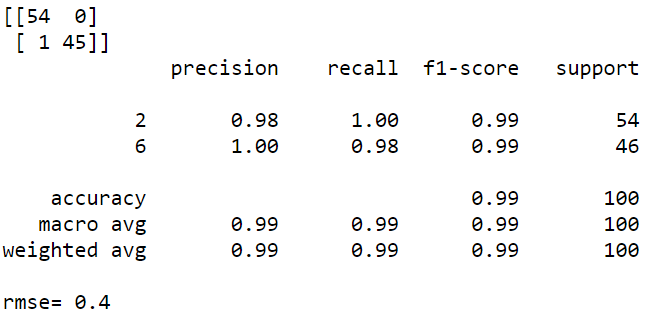 [[54  0]
 [ 1 45]]
              precision    recall  f1-score   support

           2       0.98      1.00      0.99        54
           6       1.00      0.98      0.99        46

    accuracy                           0.99       100
   macro avg       0.99      0.99      0.99       100
weighted avg       0.99      0.99      0.99       100

rmse= 0.4